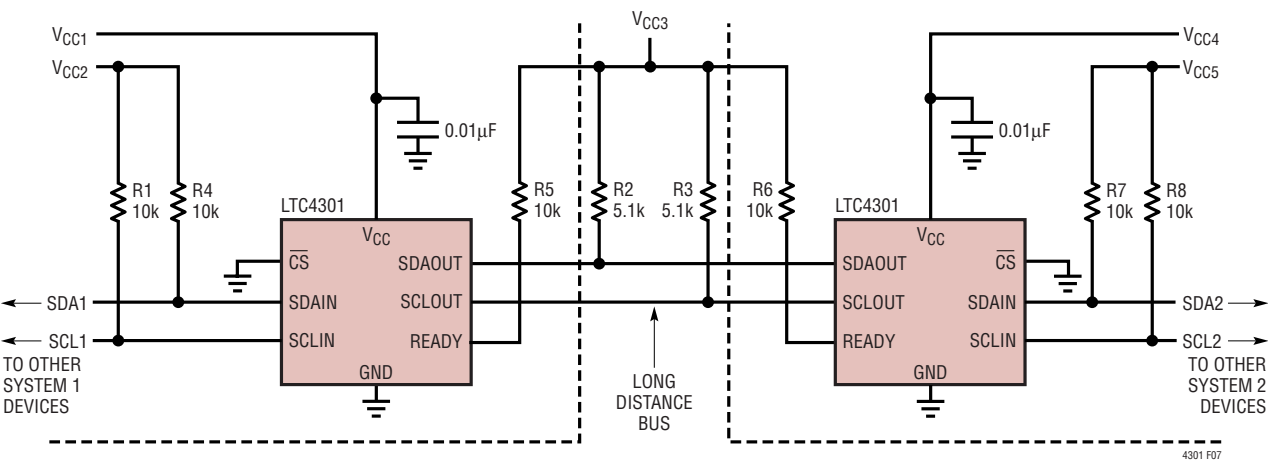 VCC1
VCC2
VCC3
VCC4
VCC5
0.01µF
0.01µF
R1
10k
R4
10k
R5
10k
R2
5.1k
R3
5.1k
R6
10k
R7
10k
R8
10k
LTC4301
VCC
CS
SDAOUT
SDAIN
SCLOUT
SCLIN
READY
GND
LTC4301
VCC
SDAOUT
CS
SCLOUT
SDAIN
READY
SCLIN
GND
SDA1
SCL1
TO OTHER
SYSTEM 1
DEVICES
LONG
DISTANCE
BUS
SDA2
SCL2
TO OTHER
SYSTEM 2
DEVICES
4301 F07